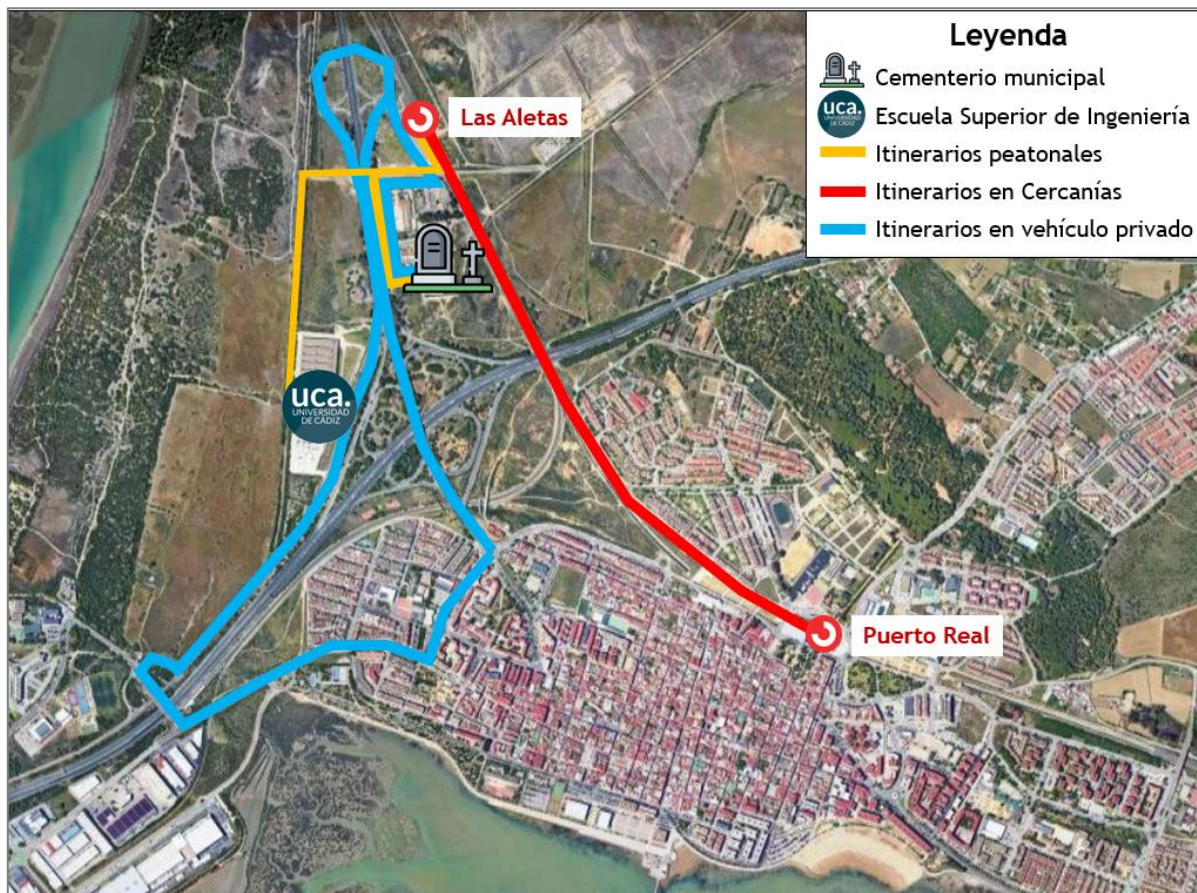 Leyenda
Cementerio municipal
uca.
Escuela Superior de Ingeniería
Itinerarios peatonales
Itinerarios en Cercanías
Itinerarios en vehículo privado
Las Aletas
uca.
UNIVERSIDAD
DE CÁDIZ
Puerto Real